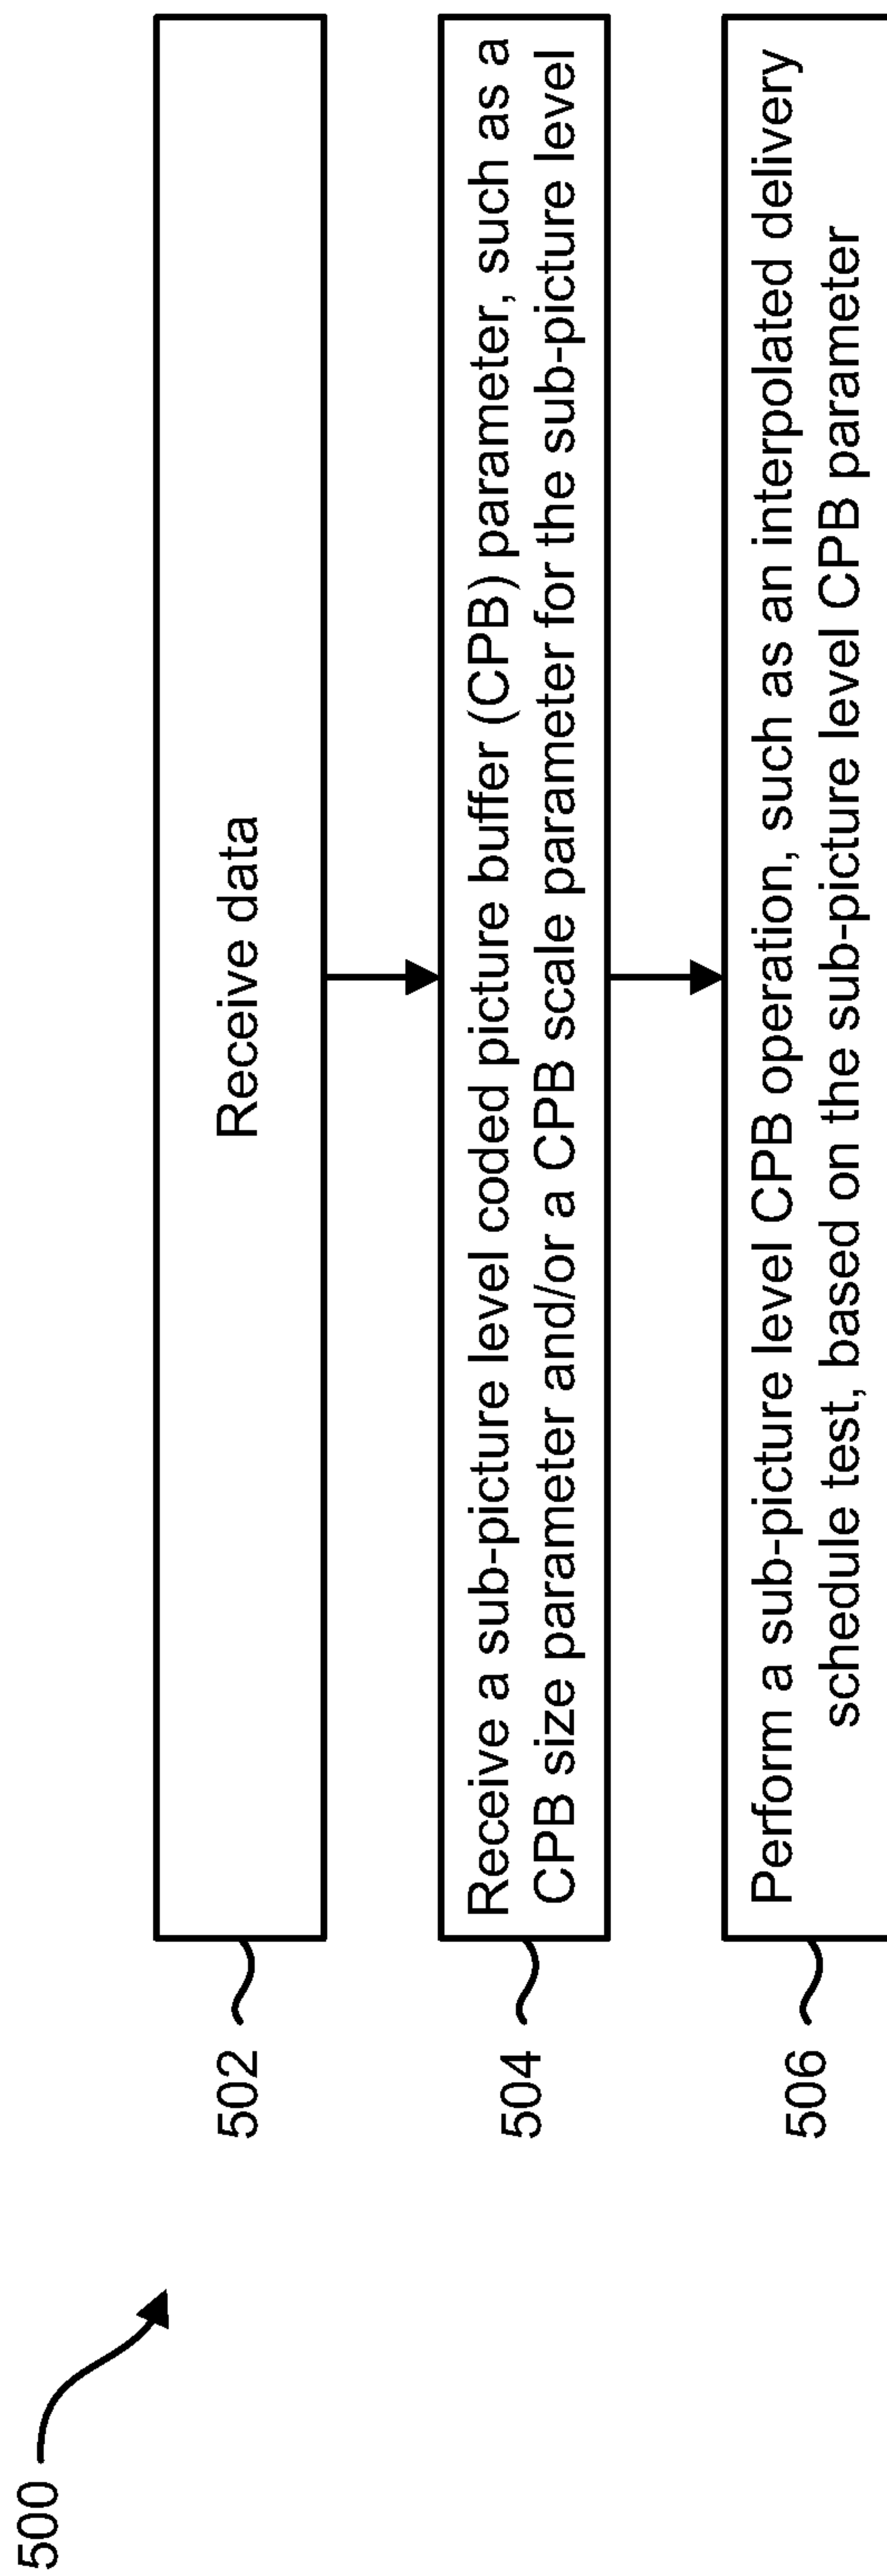 500
502
Receive data
504
Receive a sub-picture level coded picture buffer (CPB) parameter, such as a
CPB size parameter and/or a CPB scale parameter for the sub-picture level
506
Perform a sub-picture level CPB operation, such as an interpolated delivery
schedule test, based on the sub-picture level CPB parameter